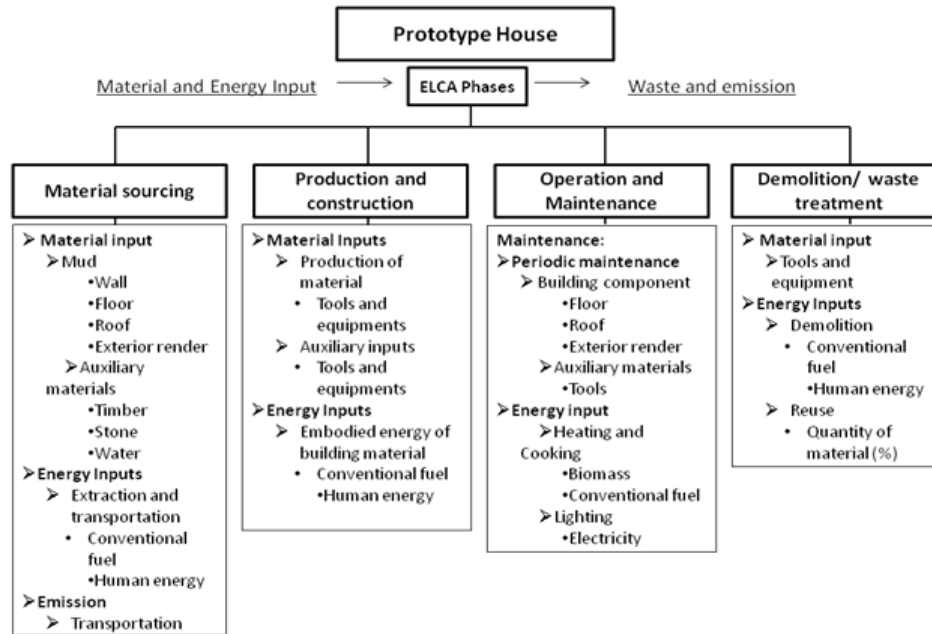 Prototype House
Material and Energy Input
ELCA Phases
Waste and emission
Material sourcing
➢ Material input
➢ Mud
•Wall
•Floor
•Roof
•Exterior render
➢ Auxiliary
materials
•Timber
•Stone
•Water
➢ Energy Inputs
➢ Extraction and
transportation
• Conventional
fuel
•Human energy
➢ Emission
➢ Transportation
Production and
construction
➢ Material Inputs
➢ Production of
material
• Tools and
equipments
➢ Auxiliary inputs
• Tools and
equipments
➢ Energy Inputs
➢ Embodied energy of
building material
• Conventional fuel
•Human energy
Operation and
Maintenance
Maintenance:
➢ Periodic maintenance
➢ Building component
•Floor
•Roof
•Exterior render
➢ Auxiliary materials
•Tools
➢ Energy input
➢ Heating and
Cooking
•Biomass
•Conventional fuel
➢ Lighting
•Electricity
Demolition/ waste
treatment
➢ Material input
➢ Tools and
equipment
➢ Energy Inputs
➢ Demolition
• Conventional
fuel
•Human energy
➢ Reuse
• Quantity of
material (%)